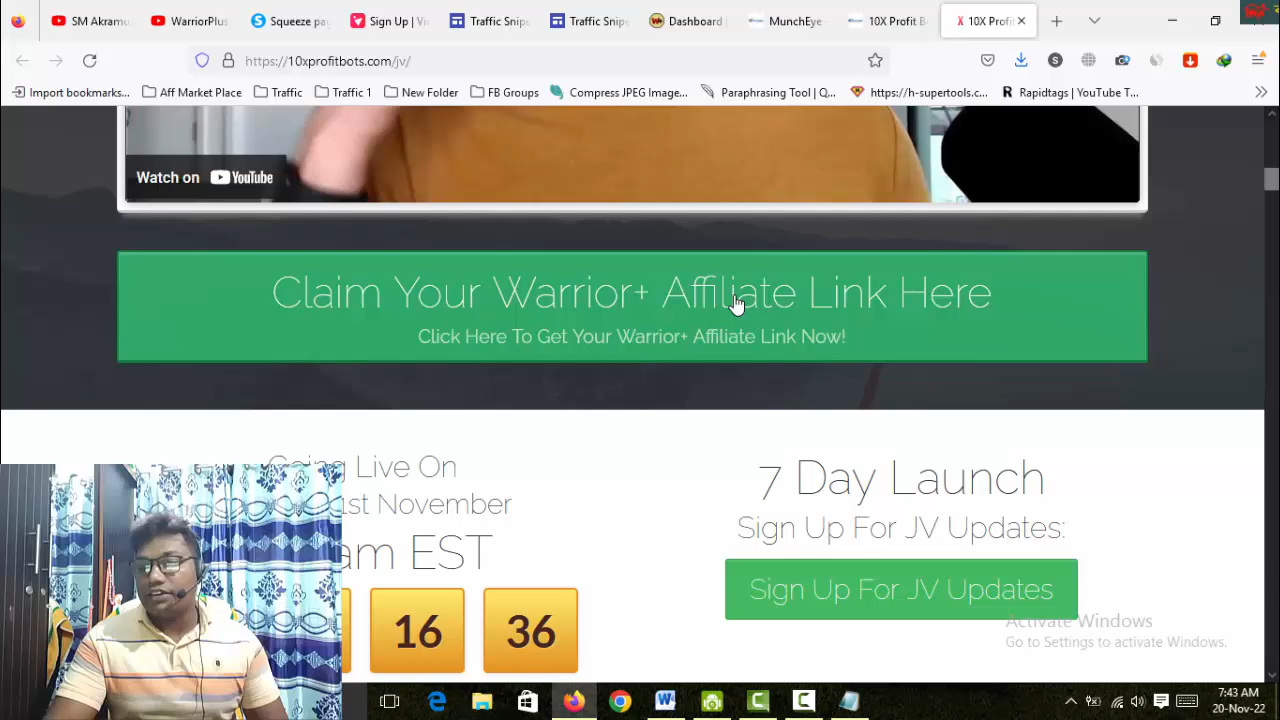 SM Akramu
WarriorPlus
Squeeze pa
Sign Up | Vi
Traffic Snip
Traffic Snip
Dashboard
MunchEye
10X Profit B
10X Profit
https://10xprofitbots.com/jv/
Import bookmarks...
Aff Market Place
Traffic
Traffic 1
New Folder
FB Groups
Compress JPEG Image...
Paraphrasing Tool | Q...
https://h-supertools.c...
Rapidtags | YouTube T...
Watch on YouTube
Claim Your Warrior+ Affiliate Link Here
Click Here To Get Your Warrior+ Affiliate Link Now!
Going Live On
1st November
am EST
16
36
7 Day Launch
Sign Up For JV Updates:
Sign Up For JV Updates
Activate Windows
Go to Settings to activate Windows.
7:43 AM
20-Nov-22